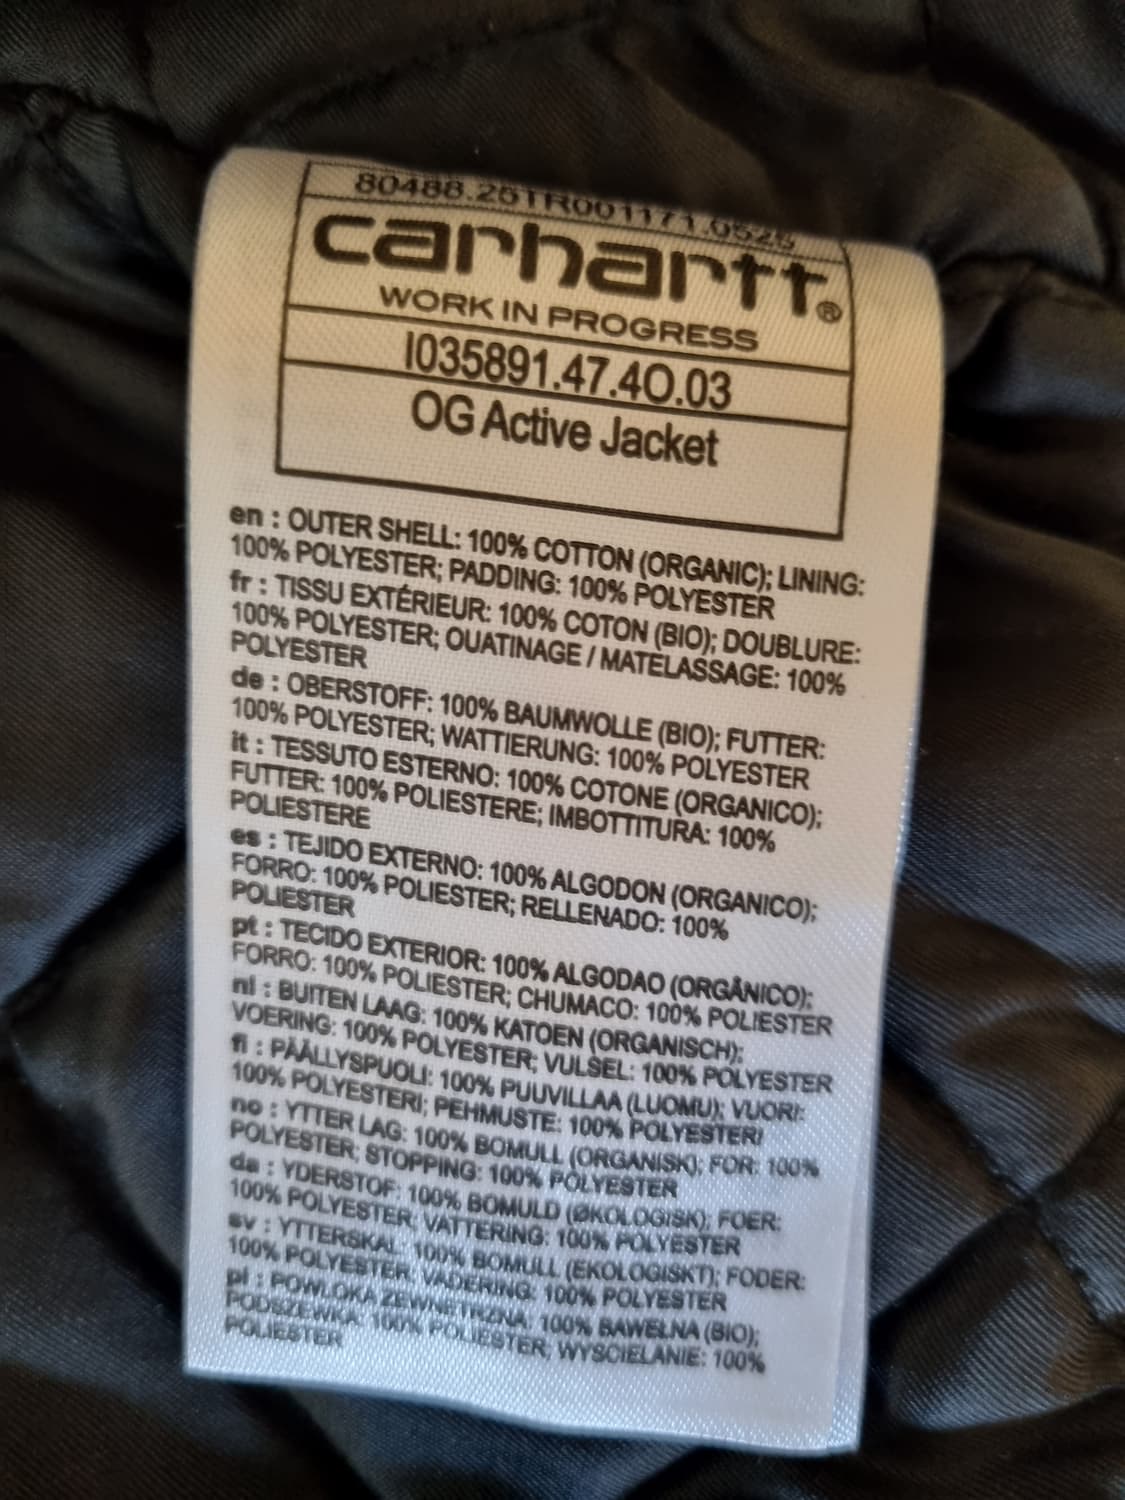 80488.251R001171.0525
carhartt®
WORK IN PROGRESS
I035891.47.4O.03
OG Active Jacket
en : OUTER SHELL: 100% COTTON (ORGANIC); LINING:
100% POLYESTER; PADDING: 100% POLYESTER
fr : TISSU EXTÉRIEUR: 100% COTON (BIO); DOUBLURE:
100% POLYESTER; OUATINAGE / MATELASSAGE: 100%
POLYESTER
de : OBERSTOFF: 100% BAUMWOLLE (BIO); FUTTER:
100% POLYESTER; WATTIERUNG: 100% POLYESTER
it : TESSUTO ESTERNO: 100% COTONE (ORGANICO);
FUTTER: 100% POLIESTERE; IMBOTTITURA: 100%
POLIESTERE
es : TEJIDO EXTERNO: 100% ALGODON (ORGANICO);
FORRO: 100% POLIESTER; RELLENADO: 100%
POLIESTER
pt : TECIDO EXTERIOR: 100% ALGODAO (ORGÂNICO);
FORRO: 100% POLIESTER; CHUMACO: 100% POLIESTER
nl : BUITEN LAAG: 100% KATOEN (ORGANISCH);
VOERING: 100% POLYESTER; VULSEL: 100% POLYESTER
fi : PÄÄLLYSPUOLI: 100% PUUVILLAA (LUOMU); VUORI:
100% POLYESTERI; PEHMUSTE: 100% POLYESTERI
no : YTTER LAG: 100% BOMULL (ORGANISK); FOR: 100%
POLYESTER; STOPPING: 100% POLYESTER
da : YDERSTOF: 100% BOMULD (ØKOLOGISK); FOER:
100% POLYESTER; VATTERING: 100% POLYESTER
sv : YTTERSKAL: 100% BOMULL (EKOLOGISKT); FODER:
100% POLYESTER; VADERING: 100% POLYESTER
pl : POWLOKA ZEWNETRZNA: 100% BAWELNA (BIO);
PODSZEWKA: 100% POLIESTER; WYSCIELANIE: 100%
POLIESTER